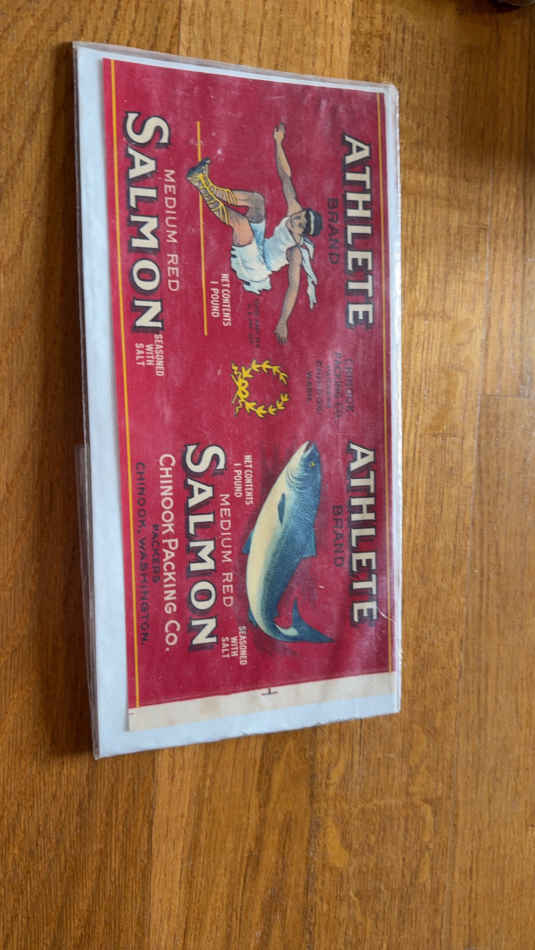 ATHLETE
BRAND
NET CONTENTS
1 POUND
MEDIUM RED
SALMON
SEASONED
WITH
SALT
ATHLETE
BRAND
NET CONTENTS
1 POUND
MEDIUM RED
SALMON
SEASONED
WITH
SALT
CHINOOK PACKING CO.
PACKERS
CHINOOK, WASHINGTON.